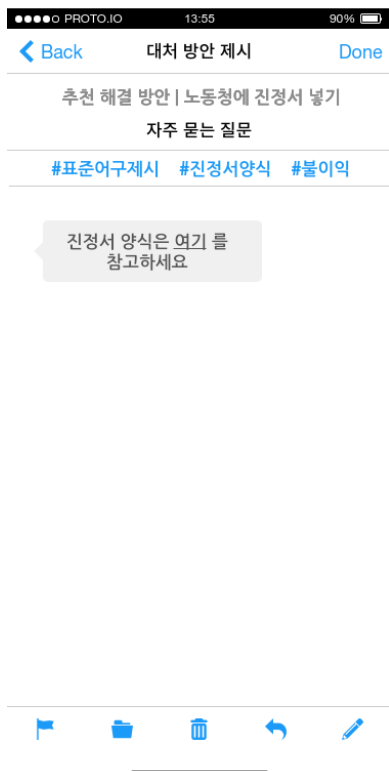 PROTO.IO 13:55 90%
Back 대처 방안 제시 Done
추천 해결 방안 | 노동청에 진정서 넣기
자주 묻는 질문
#표준어구제시 #진정서양식 #불이익
진정서 양식은 여기 를
참고하세요